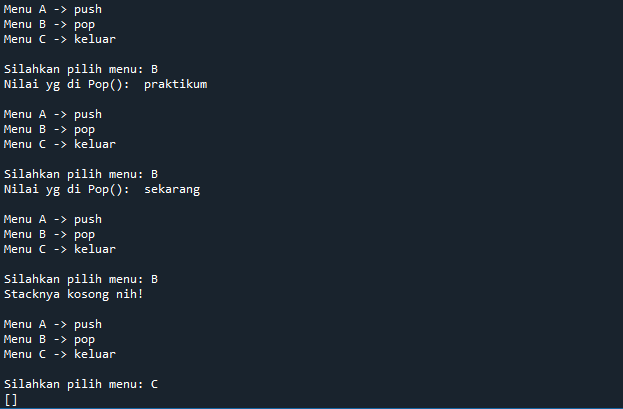 Menu A -> push
Menu B -> pop
Menu C -> keluar
Silahkan pilih menu: B
Nilai yg di Pop():  praktikum
Menu A -> push
Menu B -> pop
Menu C -> keluar
Silahkan pilih menu: B
Nilai yg di Pop():  sekarang
Menu A -> push
Menu B -> pop
Menu C -> keluar
Silahkan pilih menu: B
Stacknya kosong nih!
Menu A -> push
Menu B -> pop
Menu C -> keluar
Silahkan pilih menu: C
[]